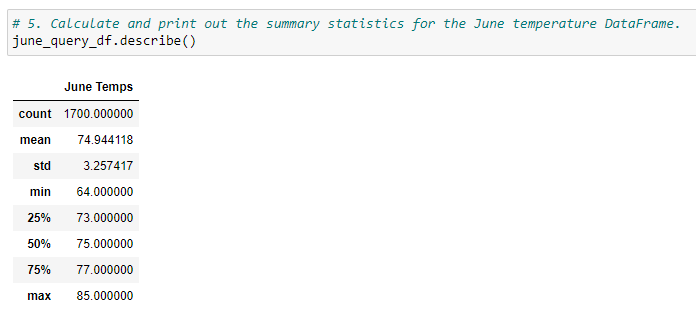 # 5. Calculate and print out the summary statistics for the June temperature DataFrame.
june_query_df.describe()
June Temps
count 1700.000000
mean 74.944118
std 3.257417
min 64.000000
25% 73.000000
50% 75.000000
75% 77.000000
max 85.000000